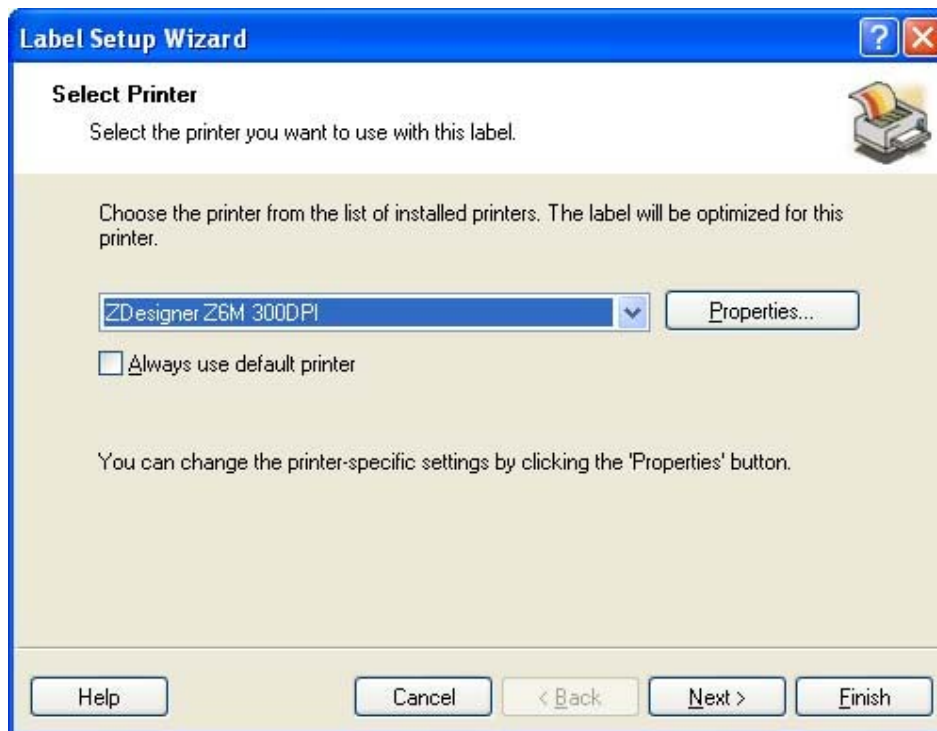 Label Setup Wizard
Select Printer
Select the printer you want to use with this label.
Choose the printer from the list of installed printers. The label will be optimized for this
printer.
ZDesigner Z6M 300DPI
Properties...
Always use default printer
You can change the printer-specific settings by clicking the 'Properties' button.
Help
Cancel
< Back
Next >
Finish